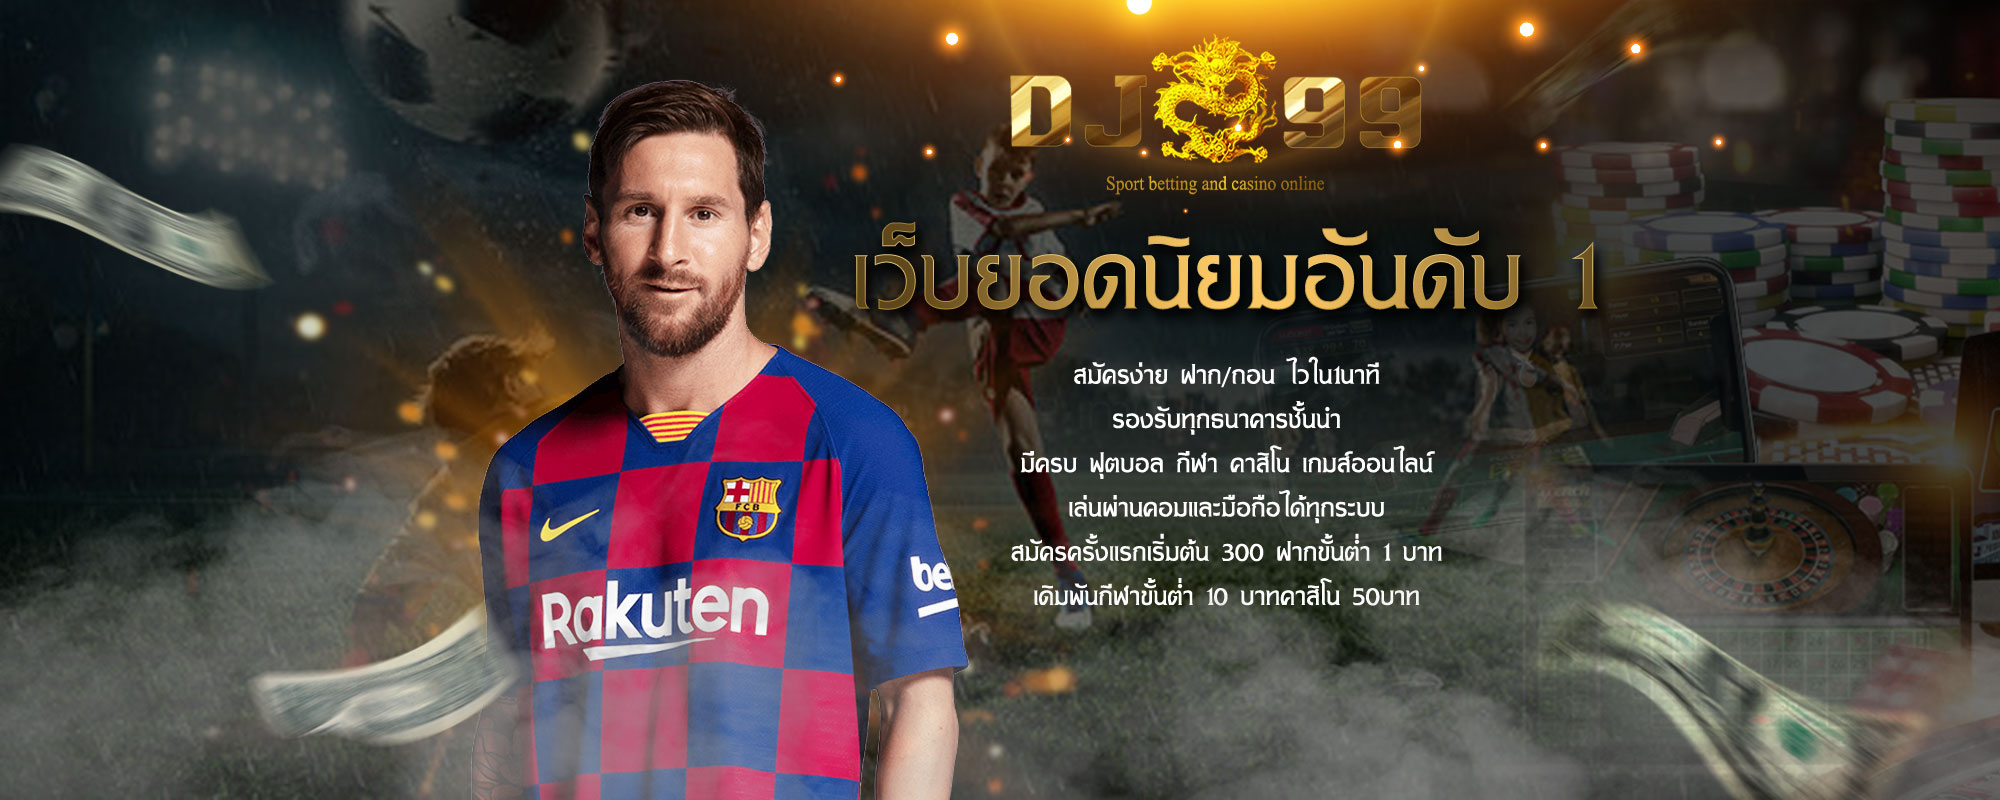 DJ 99
Sport betting and casino online
เว็บยอดนิยมอันดับ 1
สมัครง่าย ฝาก/ถอน ไวใน1นาที
รองรับทุกธนาคารชั้นนำ
มีครบ ฟุตบอล กีฬา คาสิโน เกมส์ออนไลน์
เล่นผ่านคอมและมือถือได้ทุกระบบ
สมัครครั้งแรกเริ่มต้น 300 ฝากขั้นต่ำ 1 บาท
เดิมพันกีฬาขั้นต่ำ 10 บาทคาสิโน 50บาท
FCB
be
Rakuten